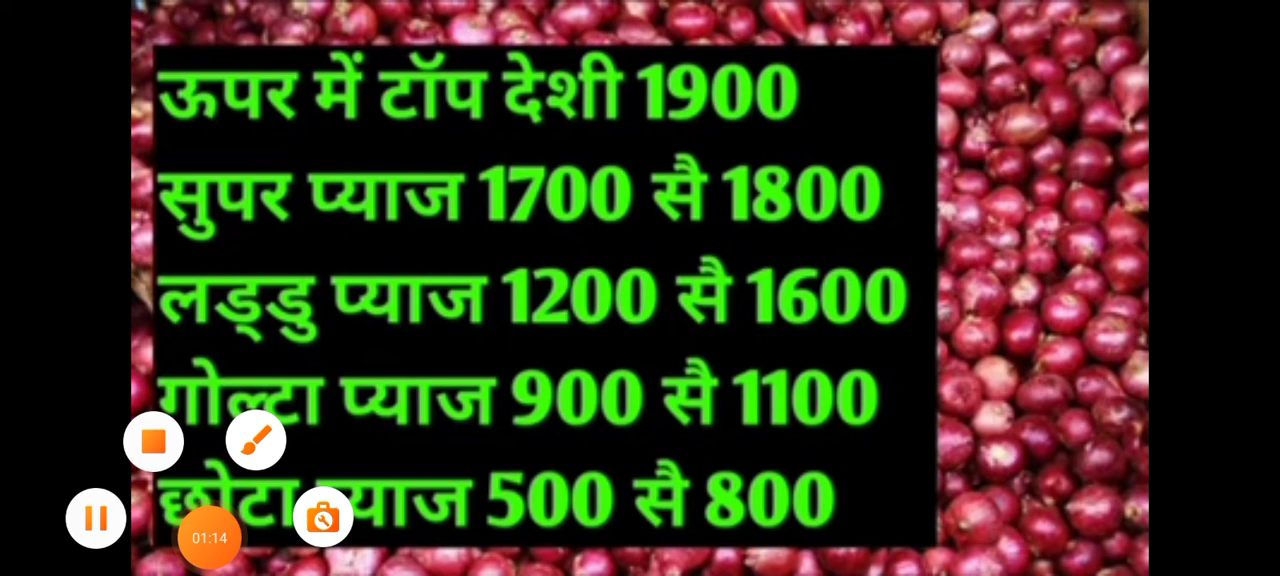 ऊपर में टॉप देशी 1900
सुपर प्याज 1700 सै 1800
लड्डु प्याज 1200 सै 1600
गोल्टा प्याज 900 सै 1100
छोटा प्याज 500 सै 800
01:14